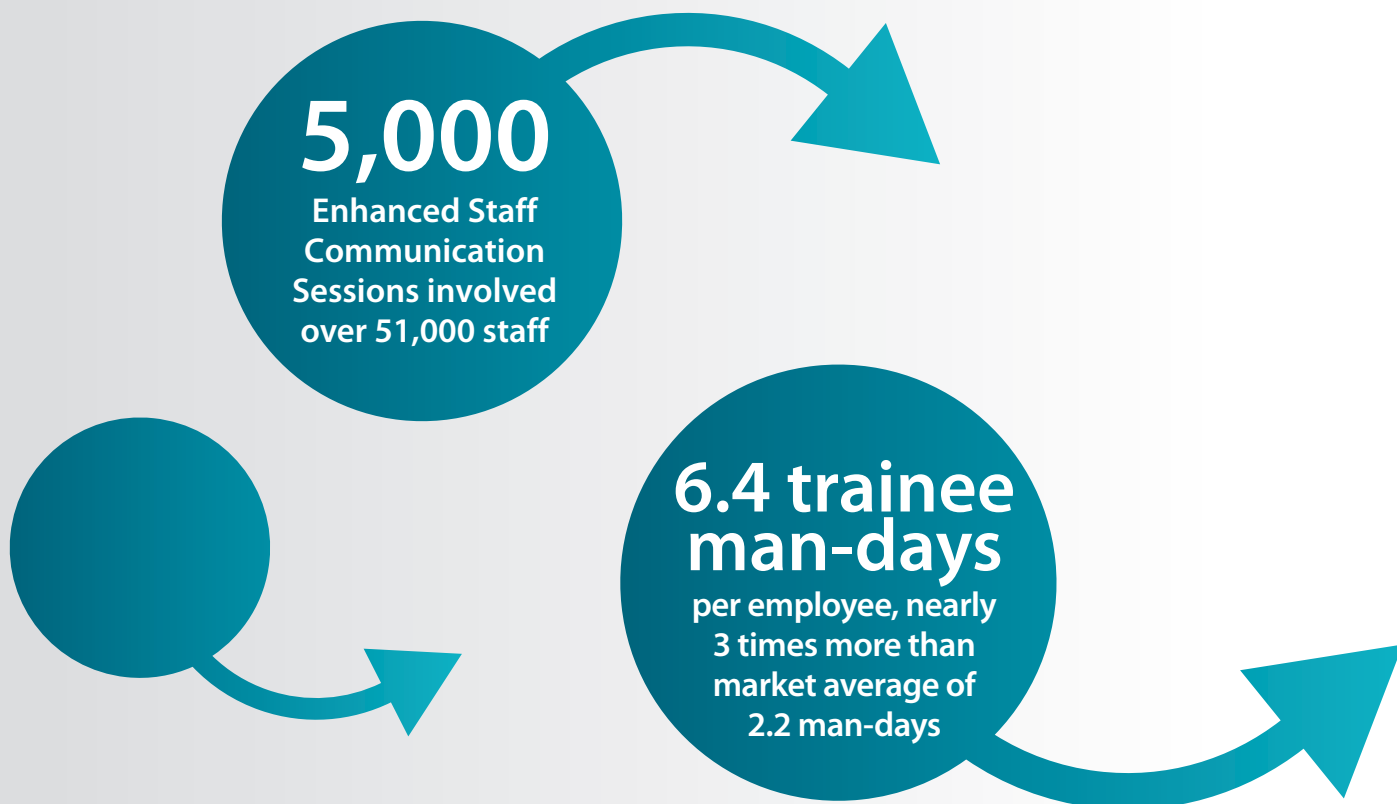 5,000
Enhanced Staff
Communication
Sessions involved
over 51,000 staff
6.4 trainee
man-days
per employee, nearly
3 times more than
market average of
2.2 man-days